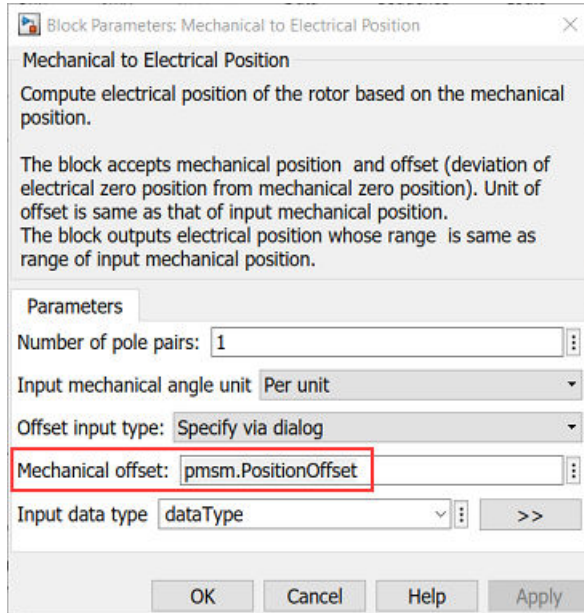 Block Parameters: Mechanical to Electrical Position
Mechanical to Electrical Position
Compute electrical position of the rotor based on the mechanical
position.
The block accepts mechanical position and offset (deviation of
electrical zero position from mechanical zero position). Unit of
offset is same as that of input mechanical position.
The block outputs electrical position whose range is same as
range of input mechanical position.
Parameters
Number of pole pairs: 1
Input mechanical angle unit Per unit
Offset input type: Specify via dialog
Mechanical offset: pmsm.PositionOffset
Input data type dataType >>
OK Cancel Help Apply